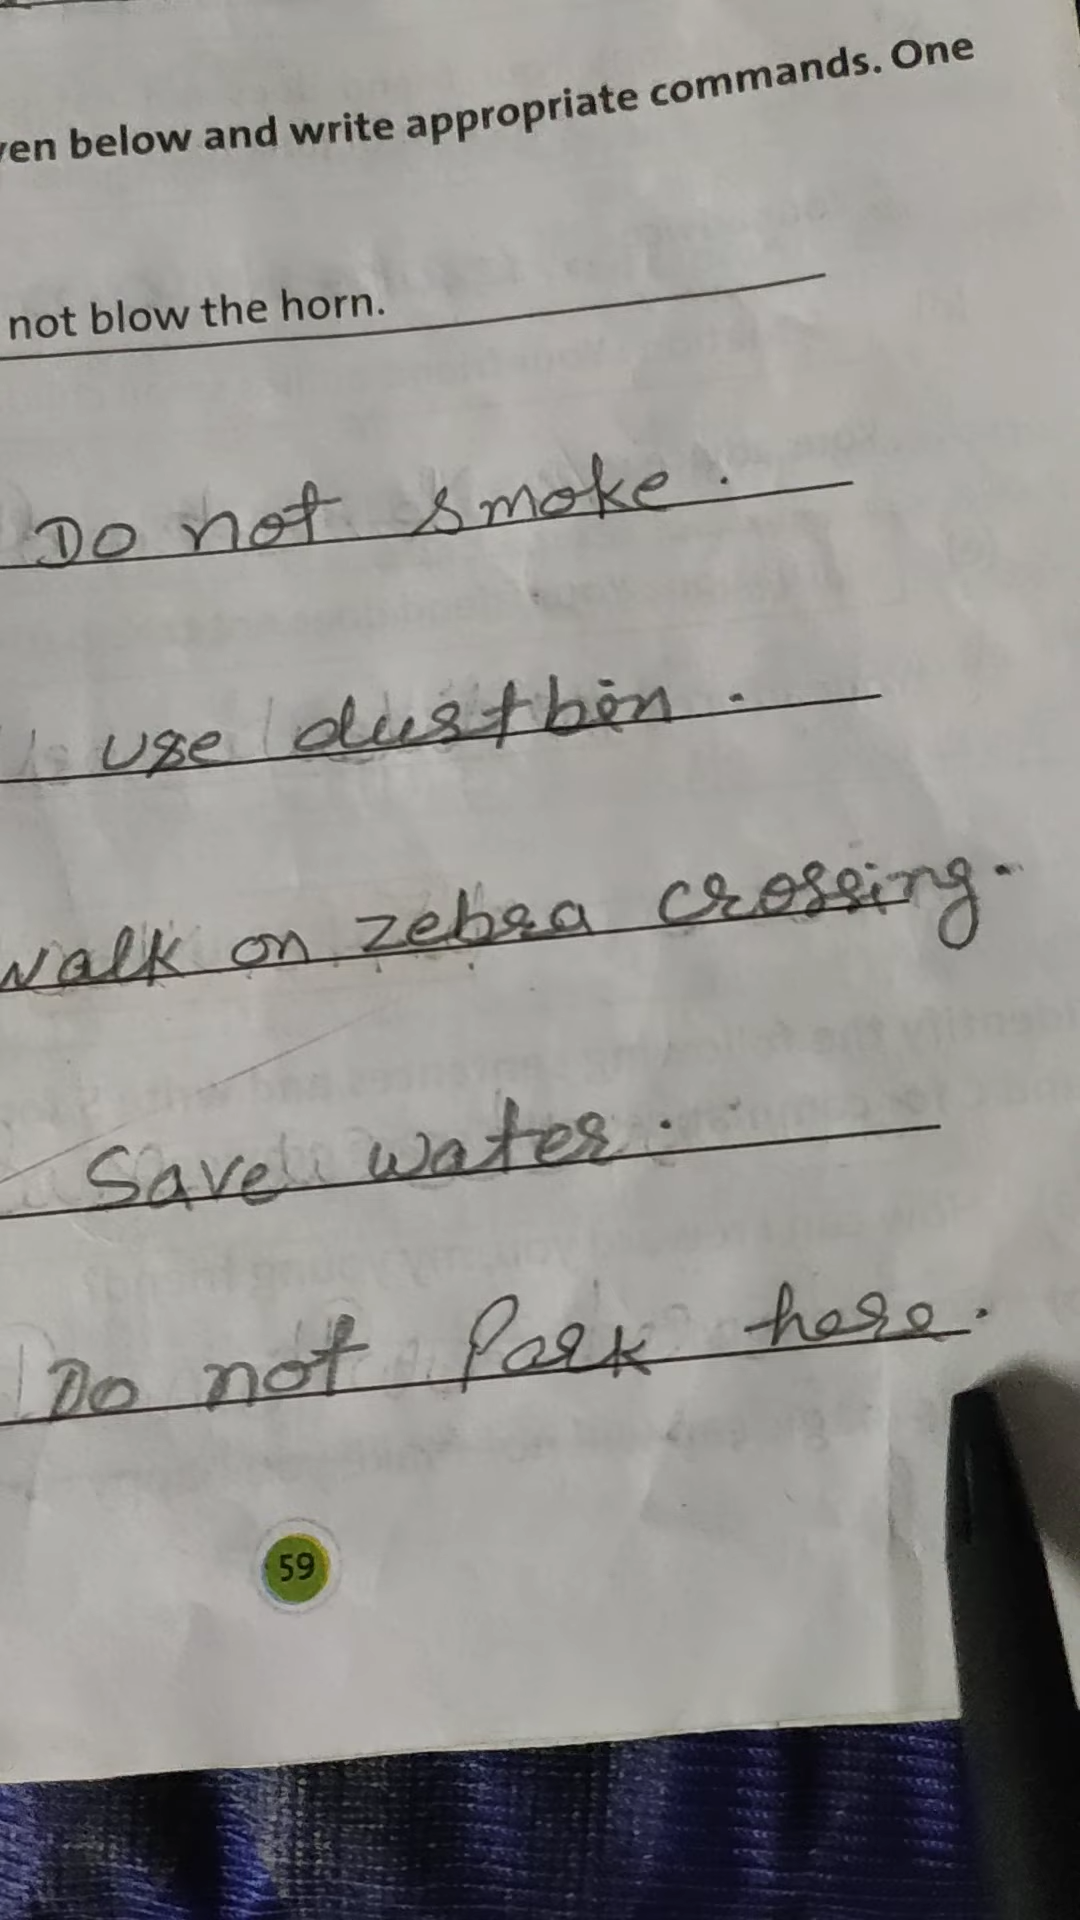 ven below and write appropriate commands. One
not blow the horn.
Do not smoke.
use dustbin.
walk on zebra crossing.
Save water.
Do not Park here.
59